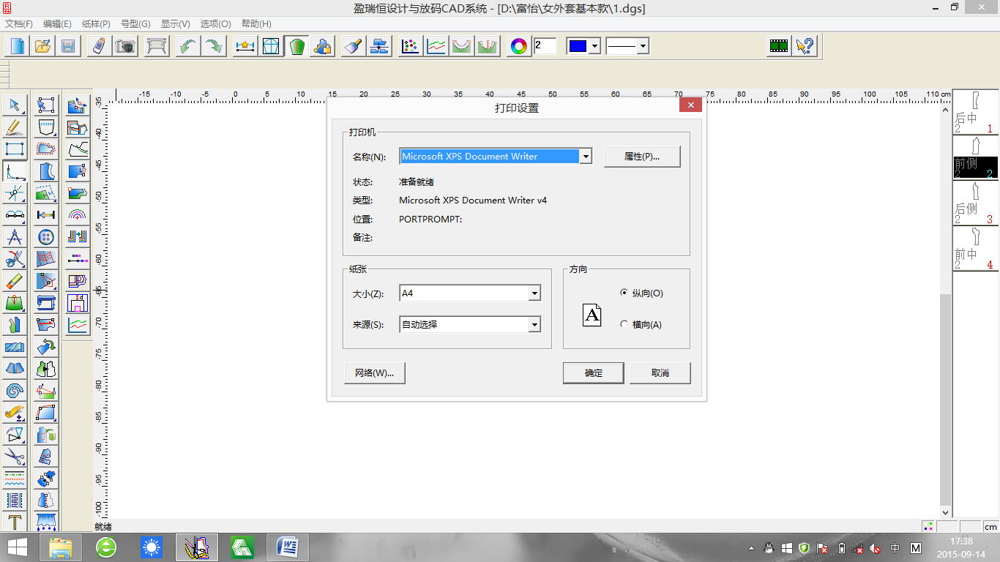 盈瑞恒设计与放码CAD系统 - [D:\富怡\女外套基本款\1.dgs]
文档(F) 编辑(E) 纸样(P) 号型(G) 显示(V) 选项(O) 帮助(H)
2
-15 -10 -5 0 5 10 15 20 25 30 35 40 45 50 55 60 65 70 75 80 85 90 95 100 105 110 cm
-35
-40
-45
-50
-55
-60
-65
-70
-75
-80
-85
-90
-95
-100
打印设置
打印机
名称(N): Microsoft XPS Document Writer 属性(P)...
状态: 准备就绪
类型: Microsoft XPS Document Writer v4
位置: PORTPROMPT:
备注:
纸张
大小(Z): A4
来源(S): 自动选择
方向
A
纵向(O)
横向(A)
网络(W)... 确定 取消
后中
2 1
前侧
2 2
后侧
2 3
前中
2 4
就绪
cm
中 M
17:38
2015-09-14